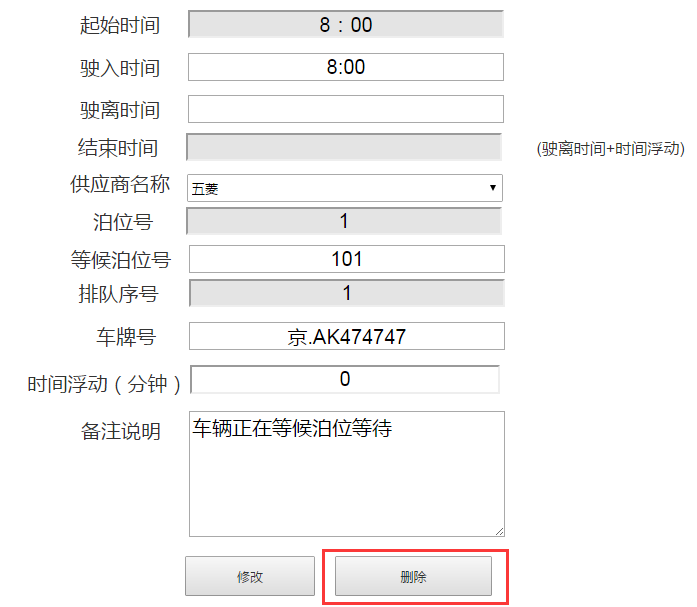 起始时间 8：00
驶入时间 8:00
驶离时间
结束时间 (驶离时间+时间浮动)
供应商名称 五菱
泊位号 1
等候泊位号 101
排队序号 1
车牌号 京.AK474747
时间浮动（分钟） 0
备注说明 车辆正在等候泊位等待
修改 删除